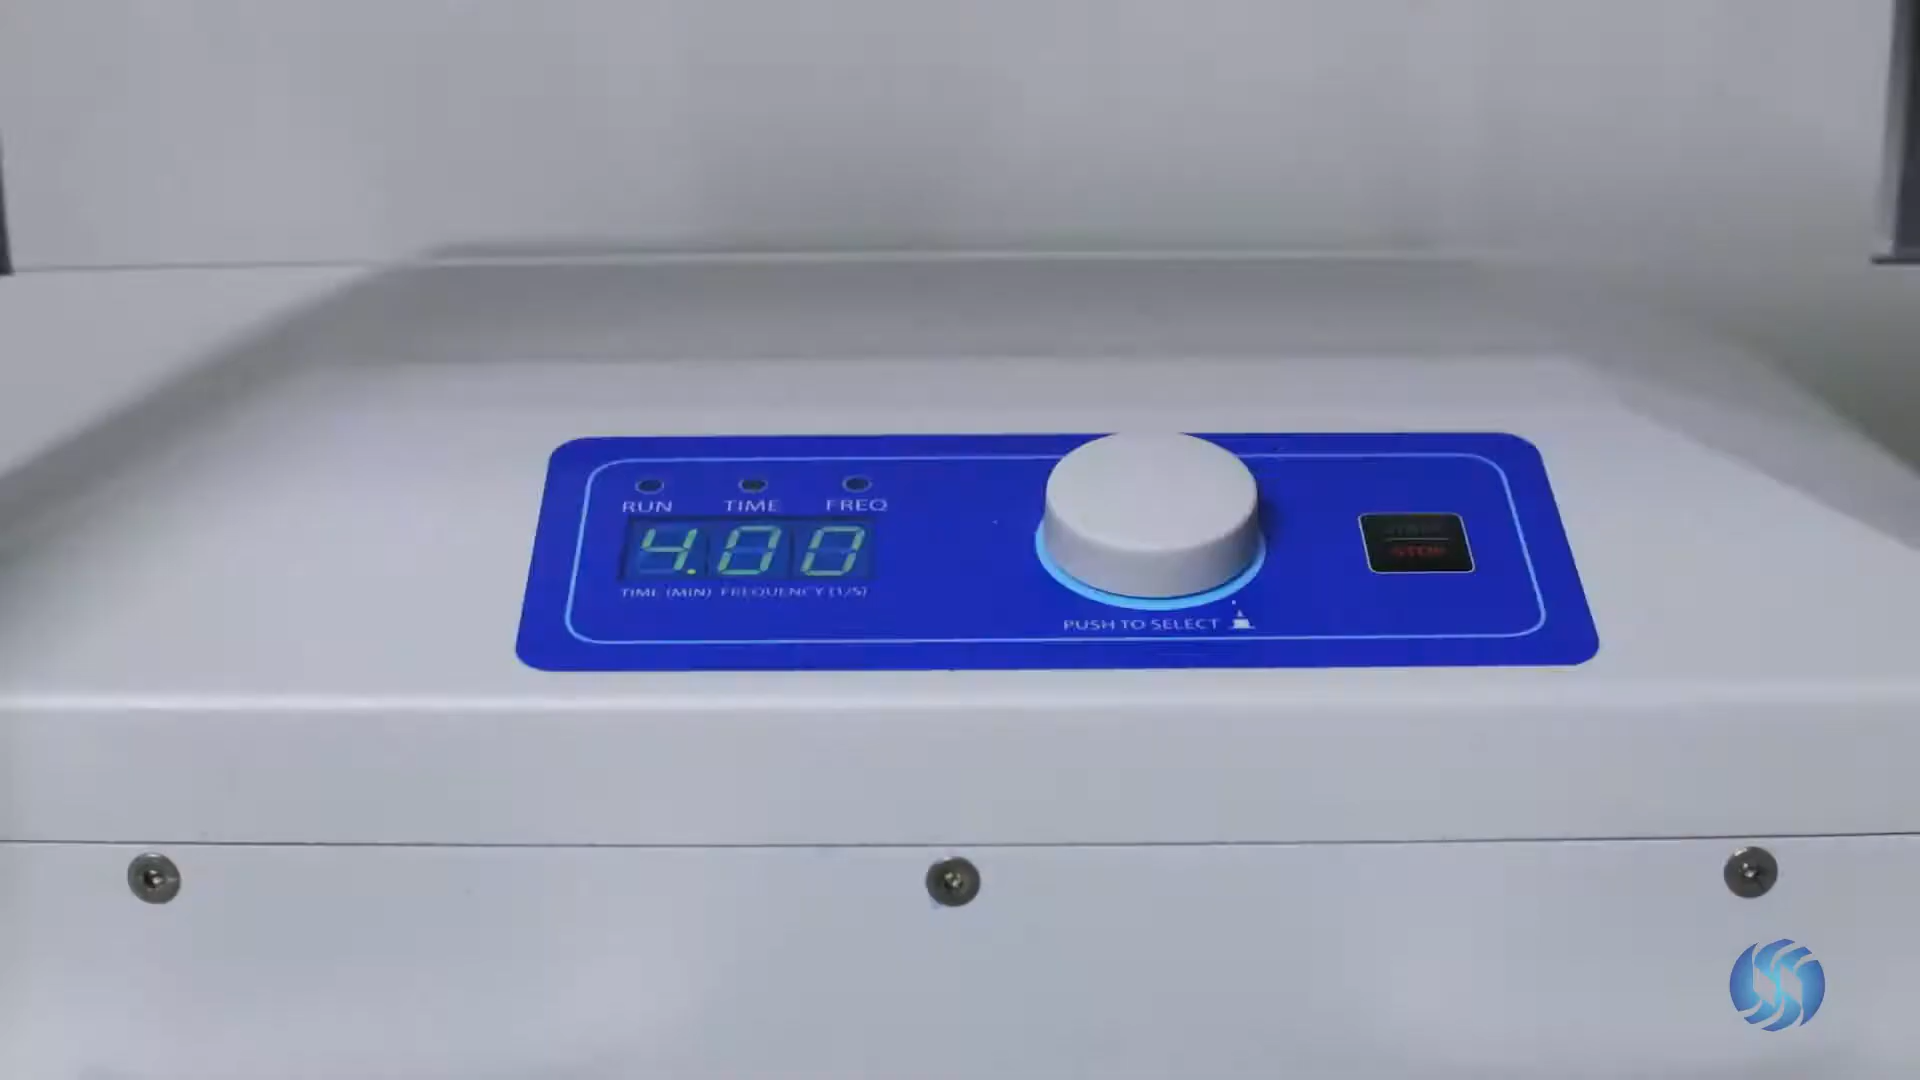 RUN TIME FREQ
4.00
TIME (MIN) FREQUENCY (1/S)
PUSH TO SELECT
STOP